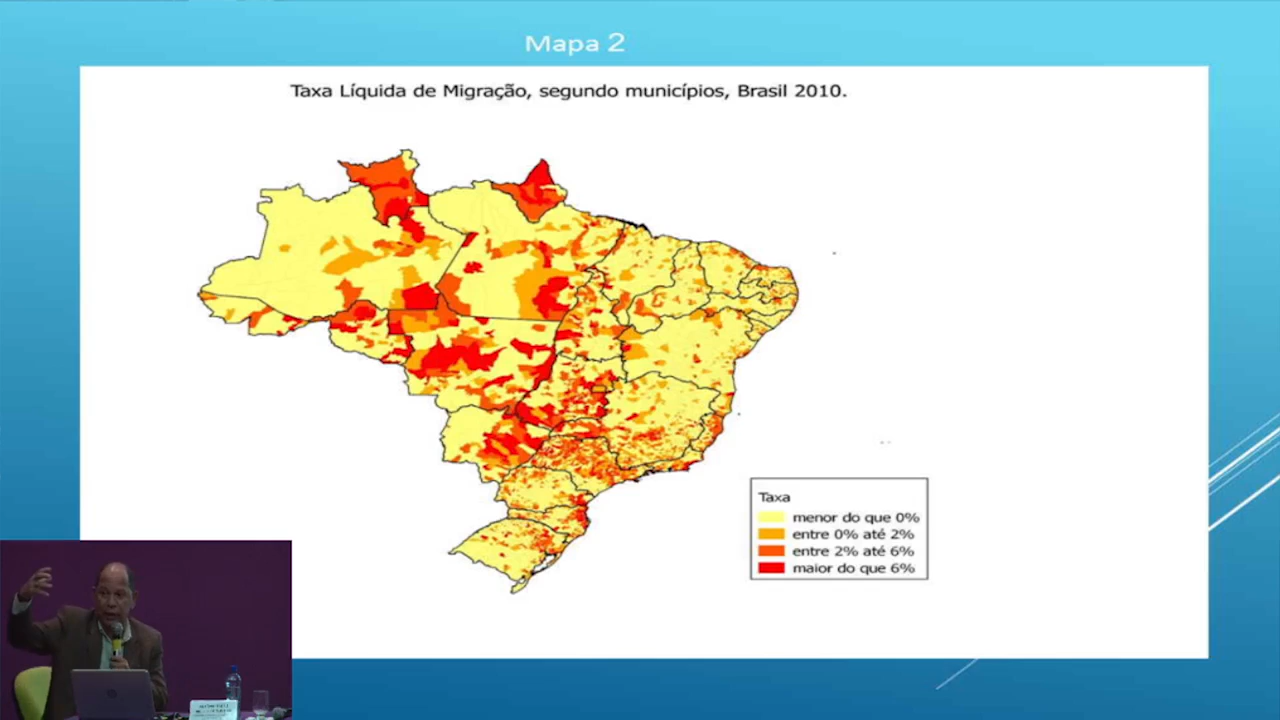 Mapa 2
Taxa Líquida de Migração, segundo municípios, Brasil 2010.
Taxa
menor do que 0%
entre 0% até 2%
entre 2% até 6%
maior do que 6%